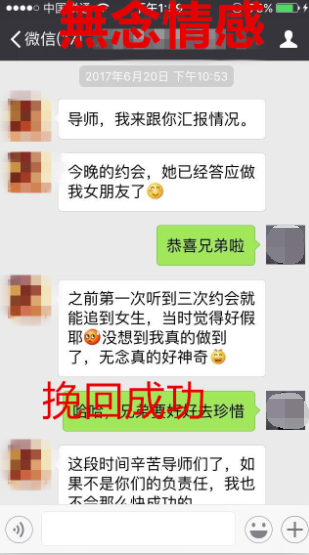 無念情感
微信
2017年6月20日 下午10:53
导师，我来跟你汇报情况。
今晚的约会，她已经答应做
我女朋友了
恭喜兄弟啦
之前第一次听到三次约会就
能追到女生，当时觉得好假
耶没想到我真的做到
了，无念真的好神奇
挽回成功
哈哈，兄弟要好好去珍惜
这段时间辛苦导师们了，如
果不是你们的负责任，我也
不会那么快成功的